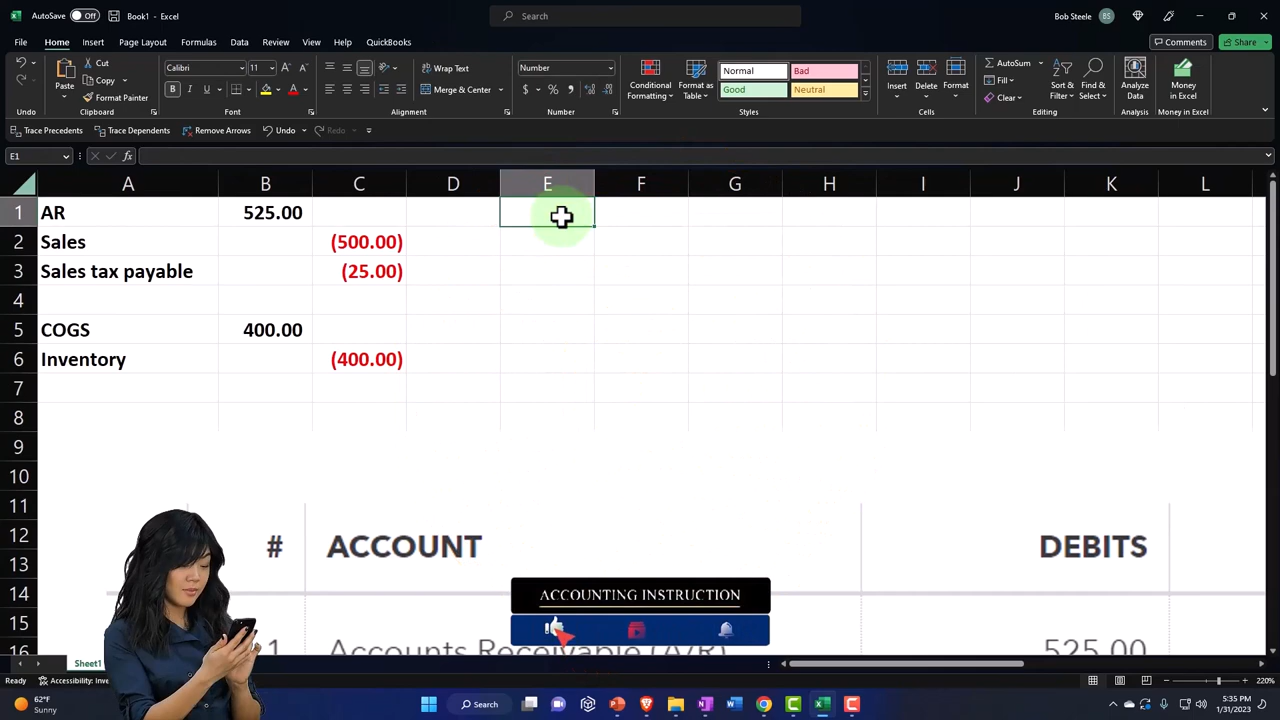 AutoSave Off Book1 - Excel Search Bob Steele BS
File Home Insert Page Layout Formulas Data Review View Help QuickBooks Comments Share
Cut Calibri 11 Wrap Text Number Normal Bad AutoSum
Copy Fill
Paste Format Painter B I U A Merge & Center $ % Conditional Formatting Format as Table Good Neutral Insert Delete Format Clear Sort & Filter Find & Select Analyze Data Money in Excel
Undo Clipboard Font Alignment Number Styles Cells Editing Analysis Money in Excel
Trace Precedents Trace Dependents Remove Arrows Undo Redo
E1 fx
A B C D E F G H I J K L
1 AR 525.00
2 Sales (500.00)
3 Sales tax payable (25.00)
4
5 COGS 400.00
6 Inventory (400.00)
7
8
9
10
11
12 # ACCOUNT DEBITS
13
14 ACCOUNTING INSTRUCTION
15
16 1 Accounts Receivable (A/R) 525.00
Sheet1
Ready Accessibility: Inve 220%
62°F Sunny Search 5:35 PM 1/31/2023